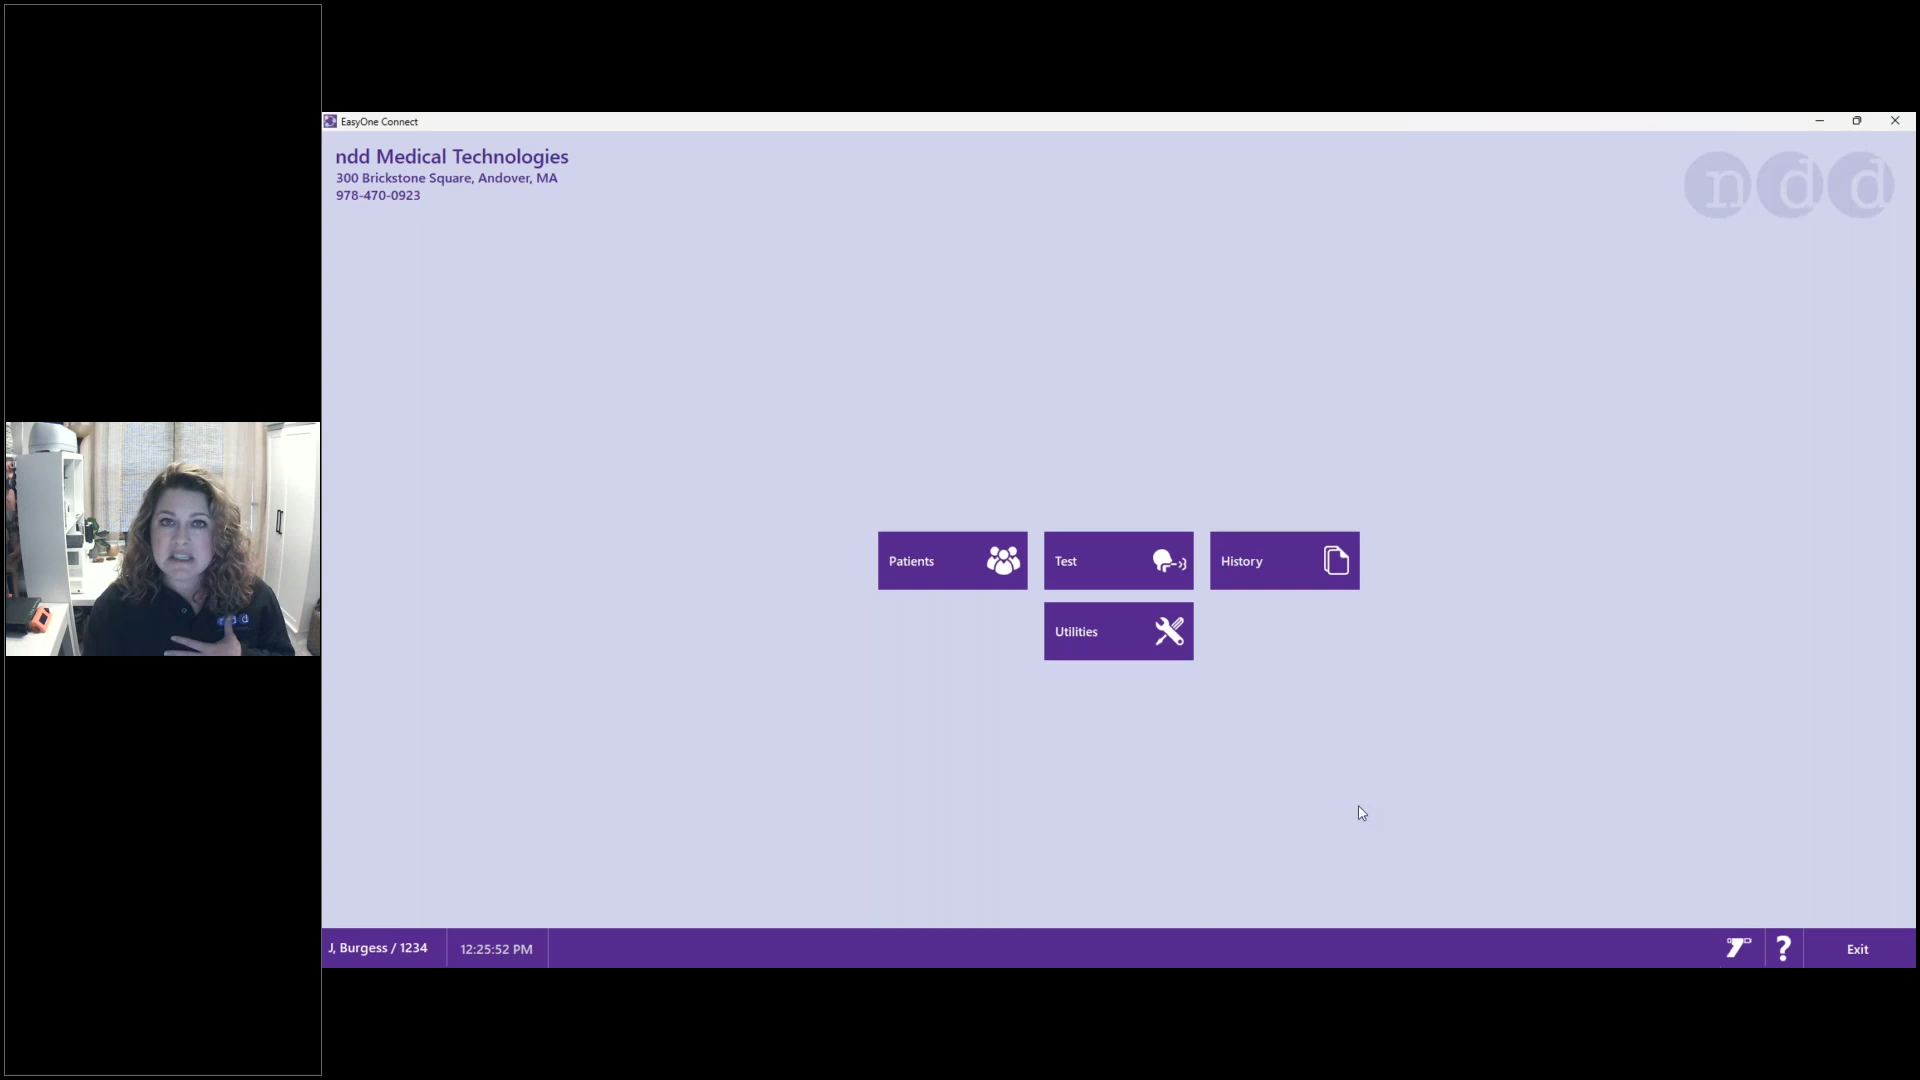 EasyOne Connect
ndd Medical Technologies
300 Brickstone Square, Andover, MA
978-470-0923
ndd
Patients
Test
History
Utilities
J, Burgess / 1234
12:25:52 PM
?
Exit